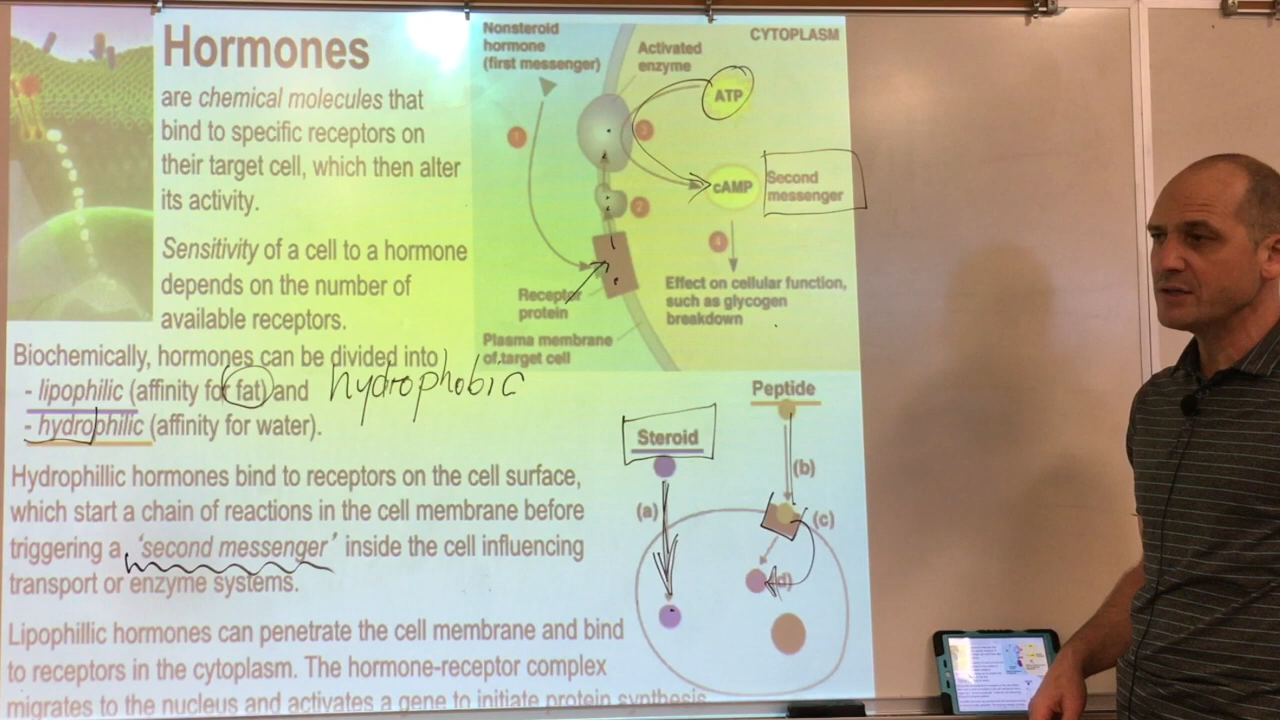 Hormones
are chemical molecules that
bind to specific receptors on
their target cell, which then alter
its activity.
Sensitivity of a cell to a hormone
depends on the number of
available receptors.
Biochemically, hormones can be divided into
- lipophilic (affinity for fat) and hydrophobic
- hydrophilic (affinity for water).
Hydrophillic hormones bind to receptors on the cell surface,
which start a chain of reactions in the cell membrane before
triggering a 'second messenger' inside the cell influencing
transport or enzyme systems.
Lipophillic hormones can penetrate the cell membrane and bind
to receptors in the cytoplasm. The hormone-receptor complex
migrates to the nucleus and activates a gene to initiate protein synthesis
Nonsteroid
hormone
(first messenger)
Activated
enzyme
CYTOPLASM
ATP
1
3
cAMP
Second
messenger
2
4
Receptor
protein
Effect on cellular function,
such as glycogen
breakdown
Plasma membrane
of target cell
Peptide
Steroid
(b)
(a)
(c)
(d)